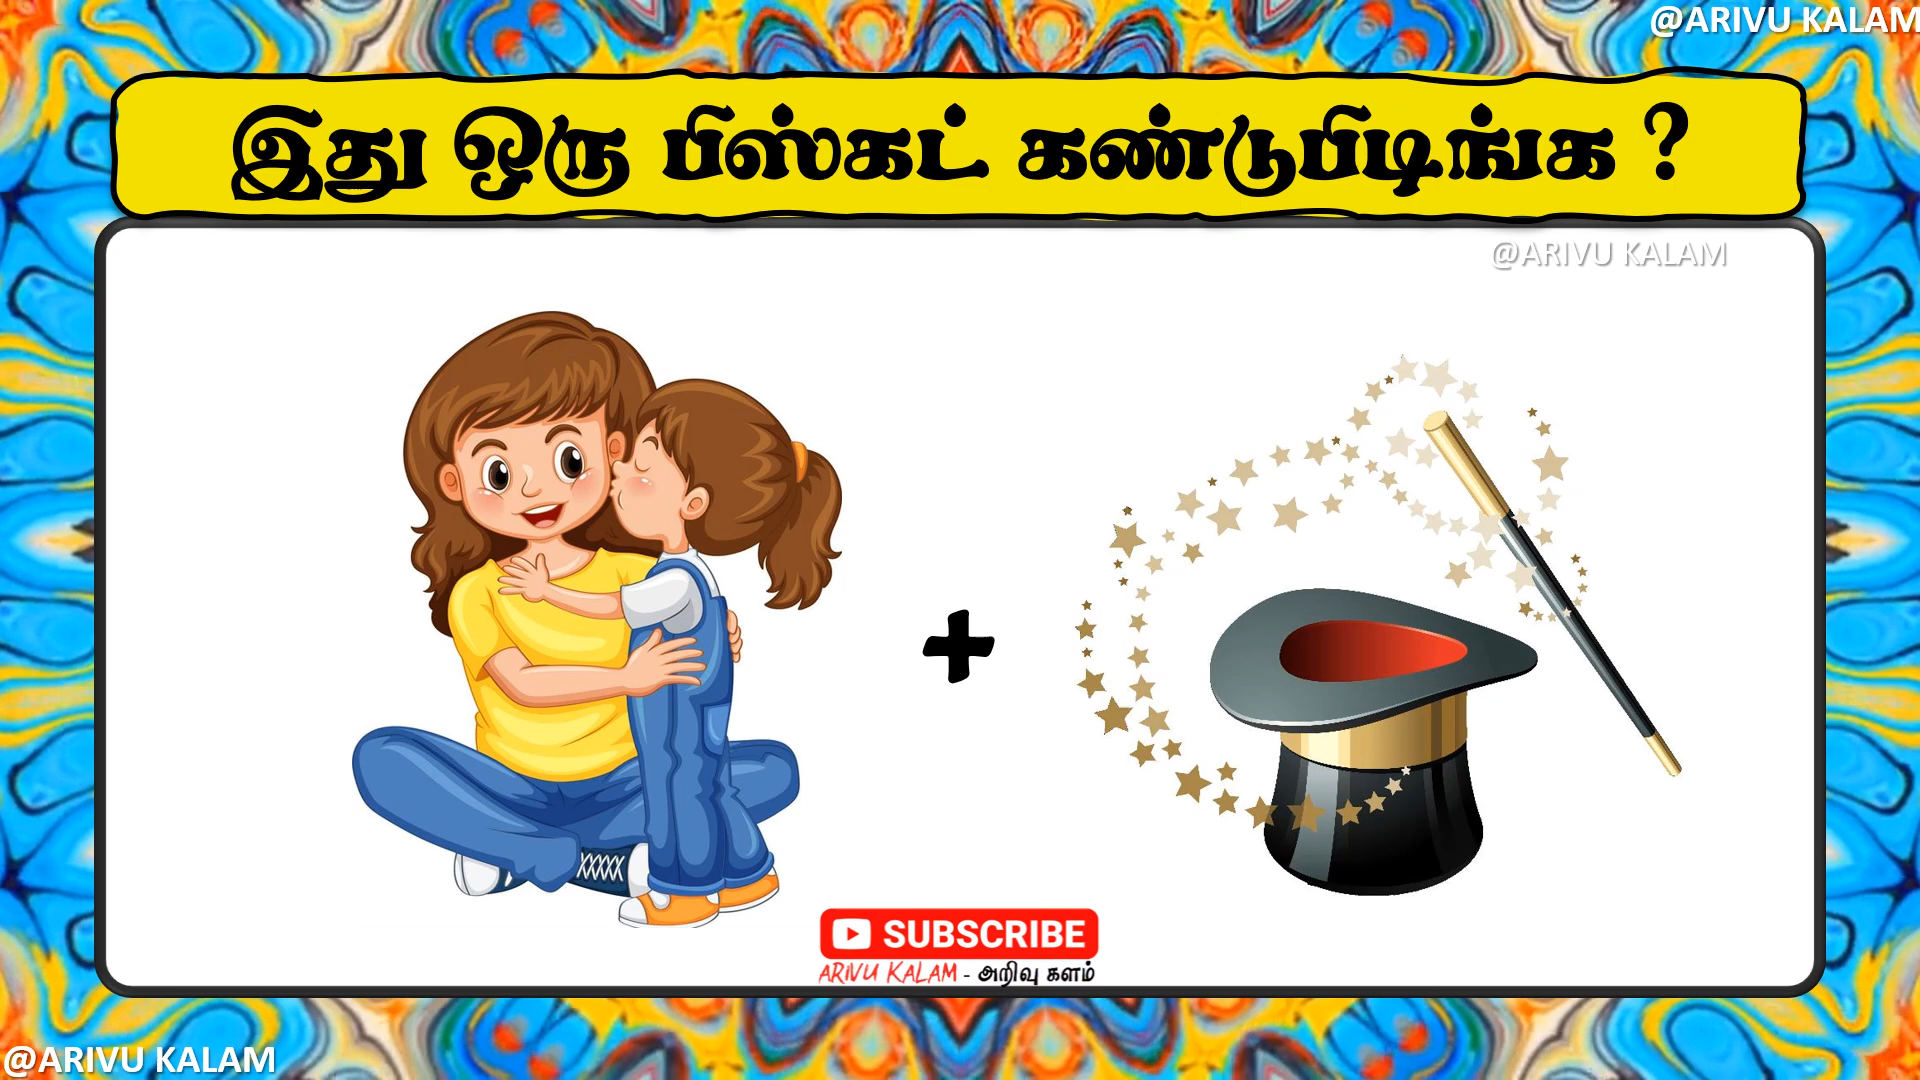 @ARIVU KALAM
இது ஒரு பிஸ்கட் கண்டுபிடிங்க ?
@ARIVU KALAM
+
SUBSCRIBE
ARIVU KALAM - அறிவு களம்
@ARIVU KALAM